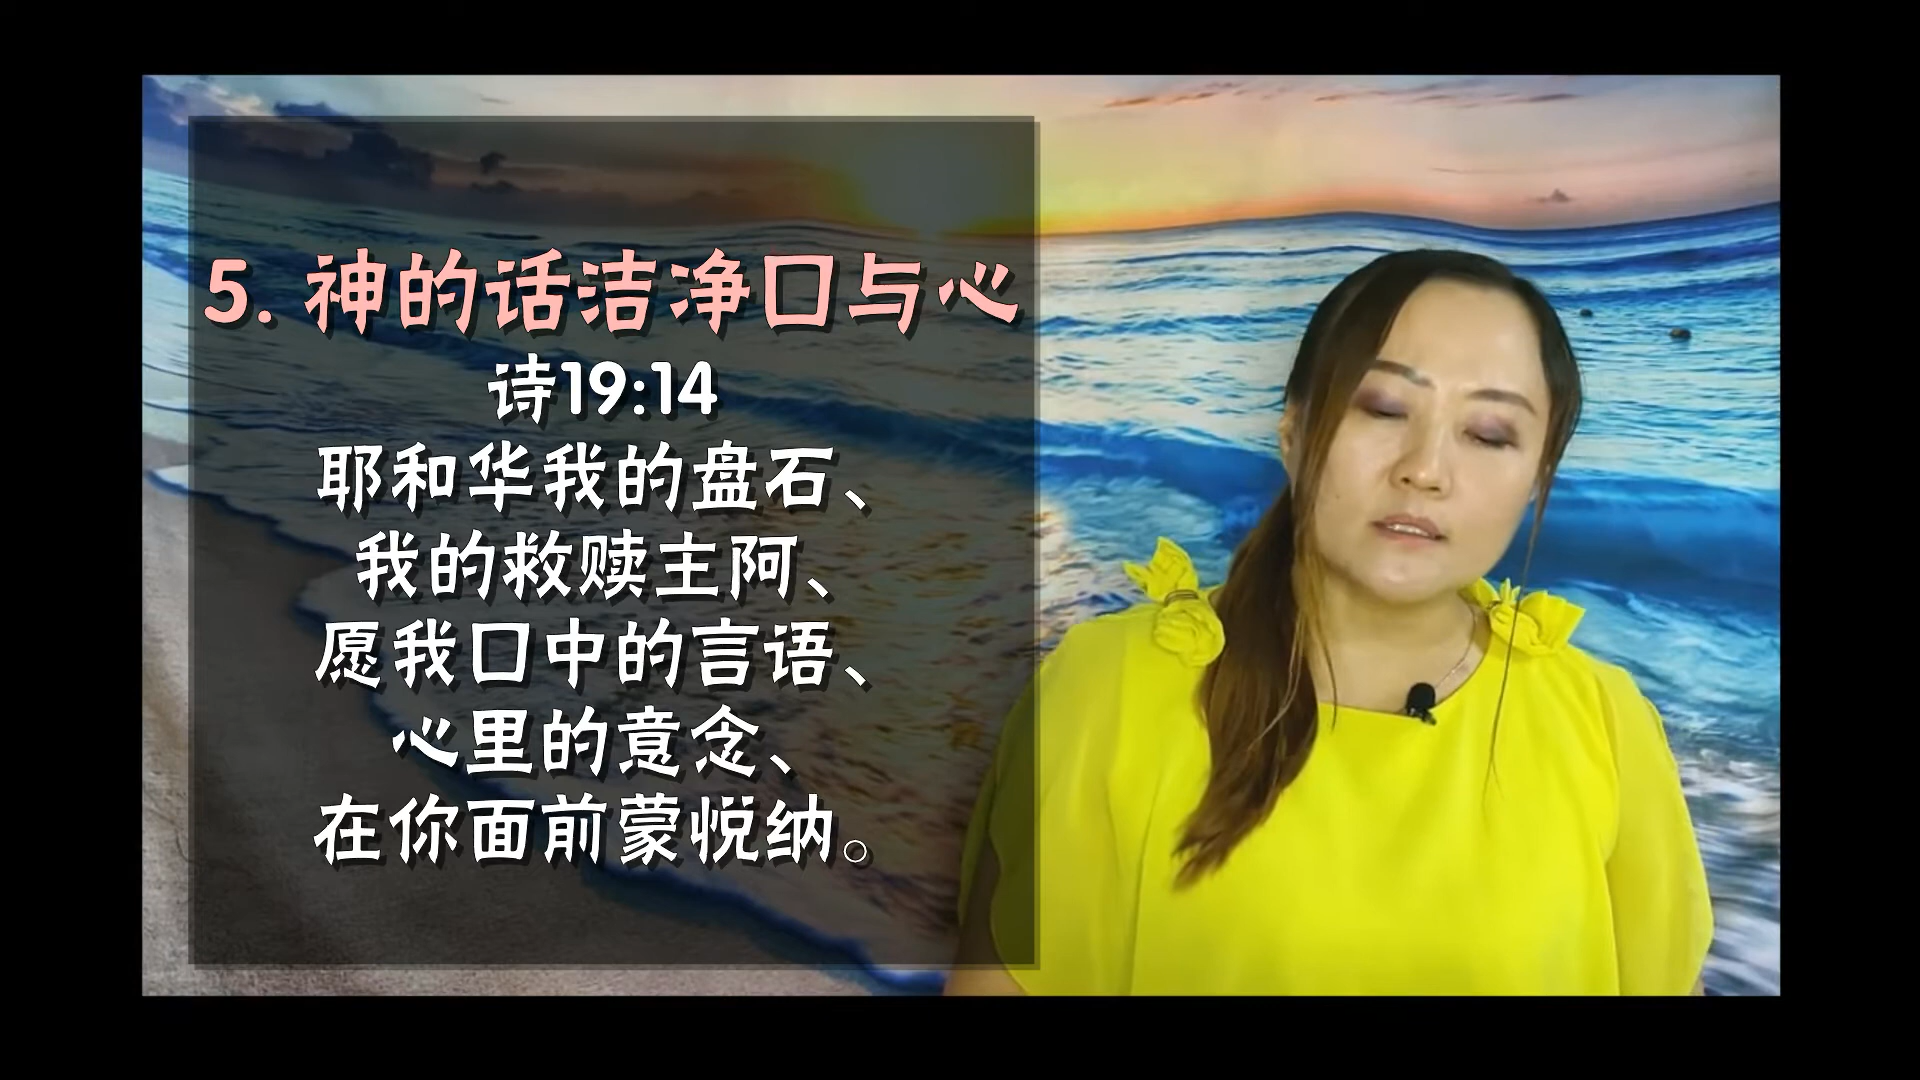 5. 神的话洁净口与心
诗19:14
耶和华我的盘石、
我的救赎主阿、
愿我口中的言语、
心里的意念、
在你面前蒙悦纳。